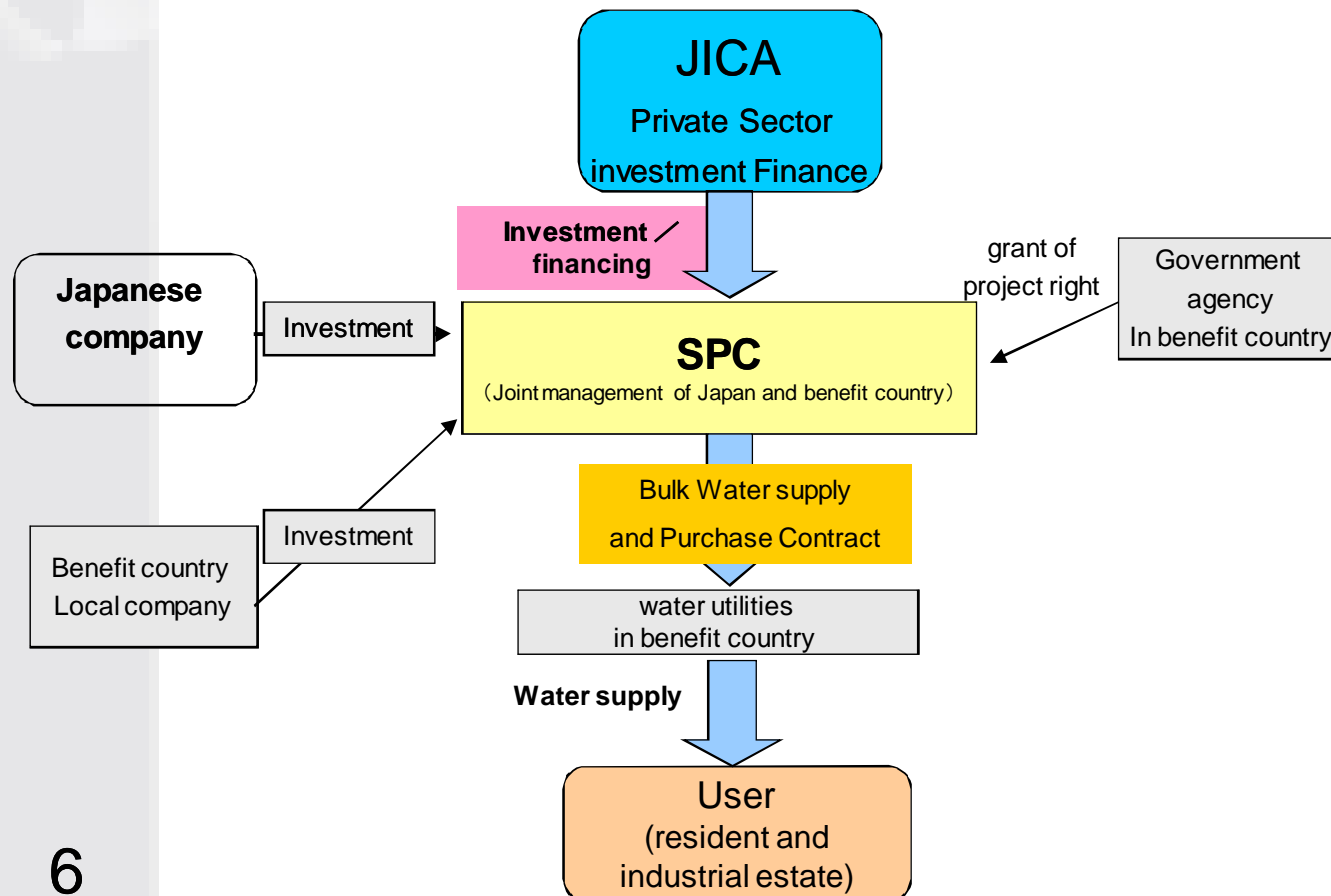 JICA
Private Sector
investment Finance
Investment ／
financing
grant of
project right
Government
agency
In benefit country
Japanese
company
Investment
SPC
（Joint management of Japan and benefit country）
Bulk Water supply
and Purchase Contract
Investment
Benefit country
Local company
water utilities
in benefit country
Water supply
User
(resident and
industrial estate)
6